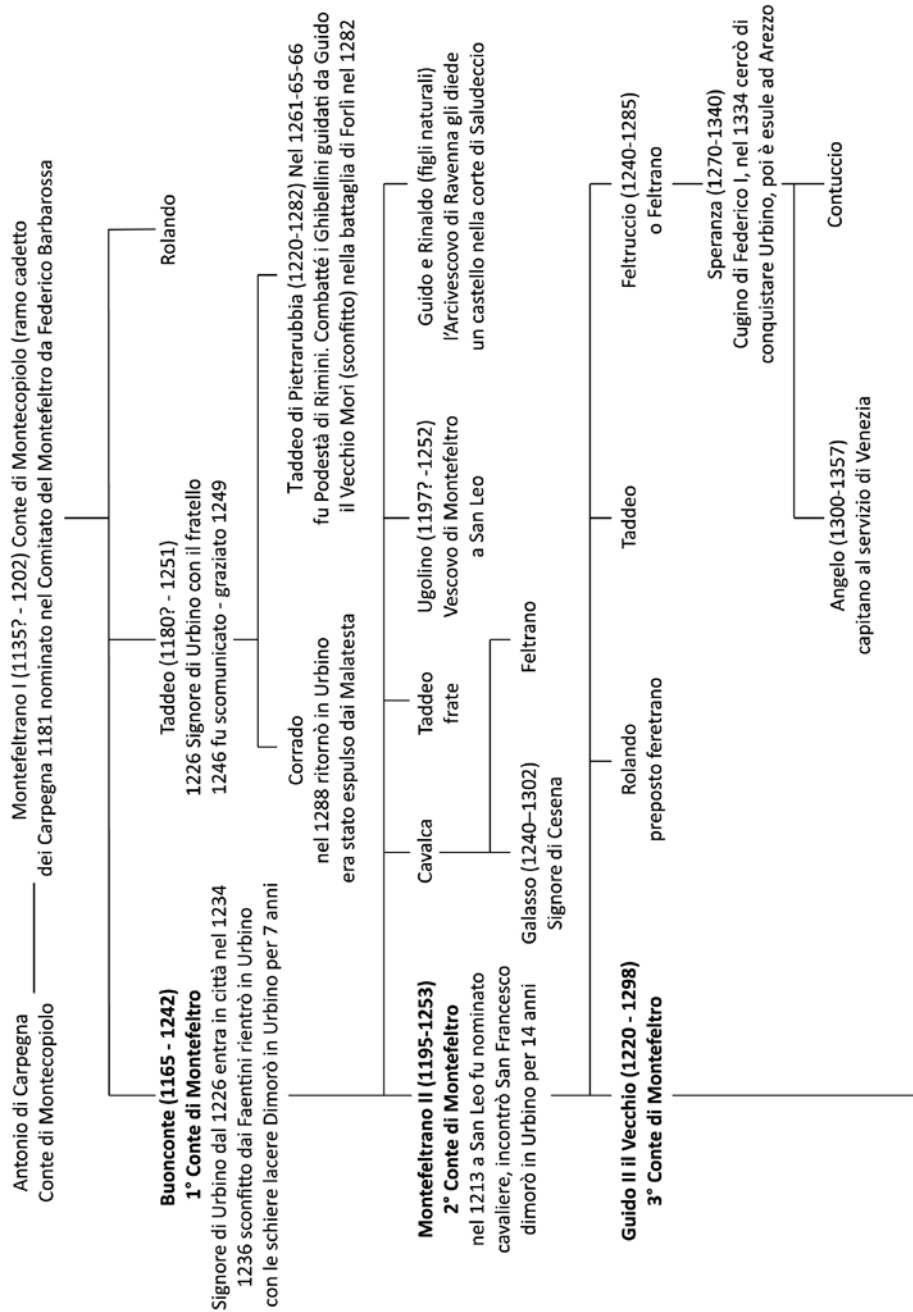 Antonio di Carpegna
Conte di Montecopiolo
Montefeltrano I (1135? - 1202) Conte di Montecopiolo (ramo cadetto
dei Carpegna 1181 nominato nel Comitato del Montefeltro da Federico Barbarossa
Buonconte (1165 - 1242)
1° Conte di Montefeltro
Signore di Urbino dal 1226 entra in città nel 1234
1236 sconfitto dai Faentini rientrò in Urbino
con le schiere lacere Dimorò in Urbino per 7 anni
Taddeo (1180? - 1251)
1226 Signore di Urbino con il fratello
1246 fu scomunicato - graziato 1249
Rolando
Corrado
nel 1288 ritornò in Urbino
era stato espulso dai Malatesta
Taddeo di Pietrarubbia (1220-1282) Nel 1261-65-66
fu Podestà di Rimini. Combatté i Ghibellini guidati da Guido
il Vecchio Morì (sconfitto) nella battaglia di Forlì nel 1282
Montefeltrano II (1195-1253)
2° Conte di Montefeltro
nel 1213 a San Leo fu nominato
cavaliere, incontrò San Francesco
dimorò in Urbino per 14 anni
Cavalca
Taddeo
frate
Ugolino (1197? -1252)
Vescovo di Montefeltro
a San Leo
Guido e Rinaldo (figli naturali)
l’Arcivescovo di Ravenna gli diede
un castello nella corte di Saludeccio
Galasso (1240–1302)
Signore di Cesena
Feltrano
Guido II il Vecchio (1220 - 1298)
3° Conte di Montefeltro
Rolando
preposto feretrano
Taddeo
Feltruccio (1240-1285)
o Feltrano
Speranza (1270-1340)
Cugino di Federico I, nel 1334 cercò di
conquistare Urbino, poi è esule ad Arezzo
Angelo (1300-1357)
capitano al servizio di Venezia
Contuccio